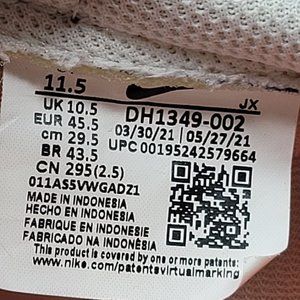 11.5 JX
UK 10.5 DH1349-002
EUR 45.5 03/30/21 05/27/21
cm 29.5 UPC 00195242579664
BR 43.5
CN 295(2.5)
011AS5VWGADZ1
MADE IN INDONESIA
HECHO EN INDONESIA
FABRIQUE EN INDONESIE
FABRICADO NA INDONÉSIA
This product is covered by one or more patents:
www.nike.com/patentsvirtualmarking